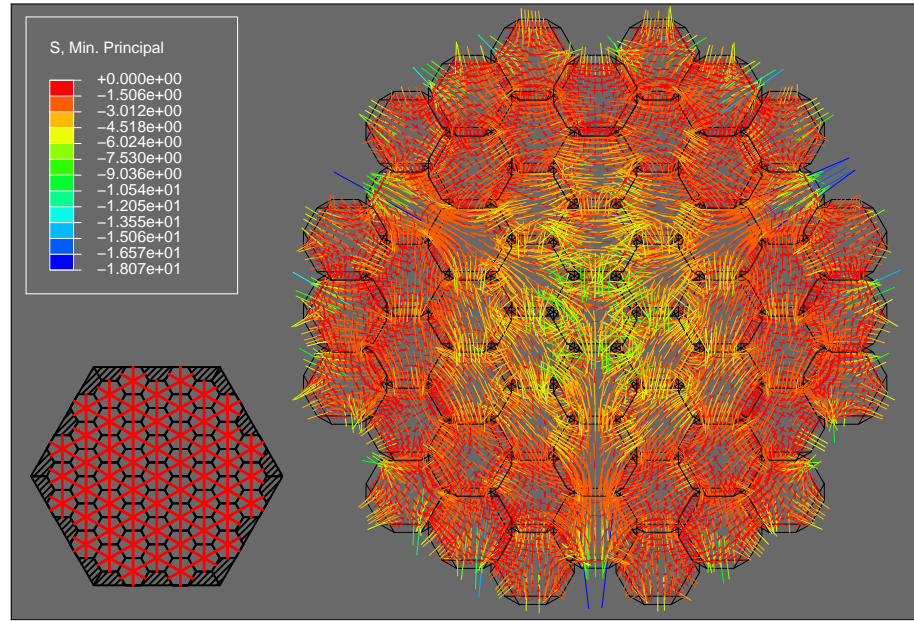 S, Min. Principal
+0.000e+00
−1.506e+00
−3.012e+00
−4.518e+00
−6.024e+00
−7.530e+00
−9.036e+00
−1.054e+01
−1.205e+01
−1.355e+01
−1.506e+01
−1.657e+01
−1.807e+01